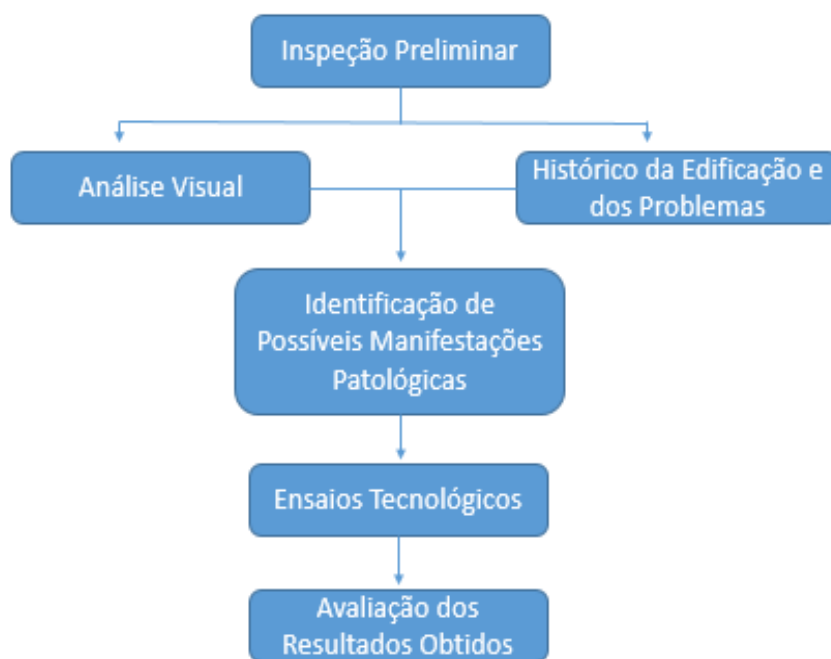 Inspeção Preliminar
Análise Visual
Histórico da Edificação e
dos Problemas
Identificação de
Possíveis Manifestações
Patológicas
Ensaios Tecnológicos
Avaliação dos
Resultados Obtidos